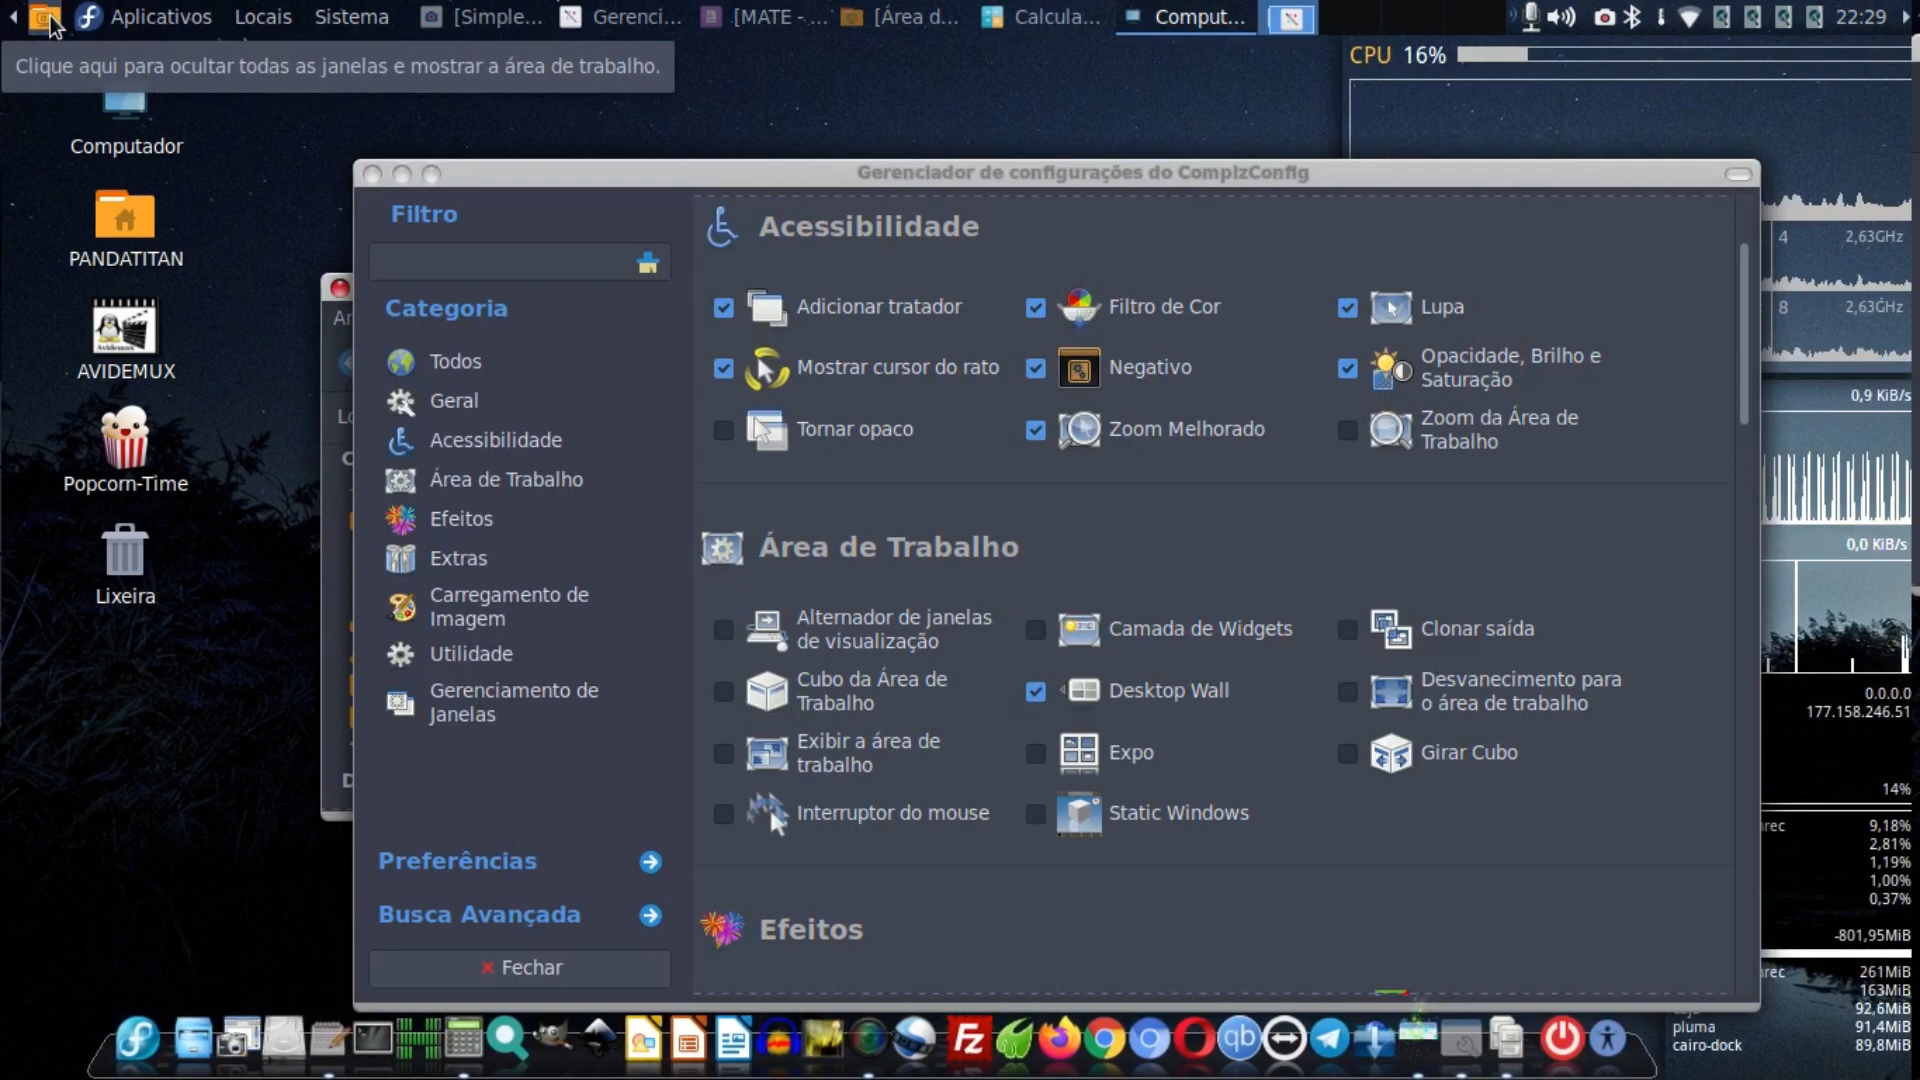 Aplicativos Locais Sistema [Simple... Gerenci... [MATE - ... [Área d... Calcula... Comput... 22:29
Clique aqui para ocultar todas as janelas e mostrar a área de trabalho.
CPU 16%
Computador
PANDATITAN
AVIDEMUX
Popcorn-Time
Lixeira
Gerenciador de configurações do CompizConfig
Filtro
Categoria
Todos
Geral
Acessibilidade
Área de Trabalho
Efeitos
Extras
Carregamento de
Imagem
Utilidade
Gerenciamento de
Janelas
Preferências
Busca Avançada
Fechar
Acessibilidade
Adicionar tratador
Filtro de Cor
Lupa
Mostrar cursor do rato
Negativo
Opacidade, Brilho e
Saturação
Tornar opaco
Zoom Melhorado
Zoom da Área de
Trabalho
Área de Trabalho
Alternador de janelas
de visualização
Camada de Widgets
Clonar saída
Cubo da Área de
Trabalho
Desktop Wall
Desvanecimento para
o área de trabalho
Exibir a área de
trabalho
Expo
Girar Cubo
Interruptor do mouse
Static Windows
Efeitos
4 2,63GHz
8 2,63GHz
0,9 KiB/s
0,0 KiB/s
0.0.0.0
177.158.246.51
14%
rec 9,18%
2,81%
1,19%
1,00%
0,37%
-801,95MiB
rec 261MiB
163MiB
92,6MiB
pluma 91,4MiB
cairo-dock 89,8MiB
Fz
qb